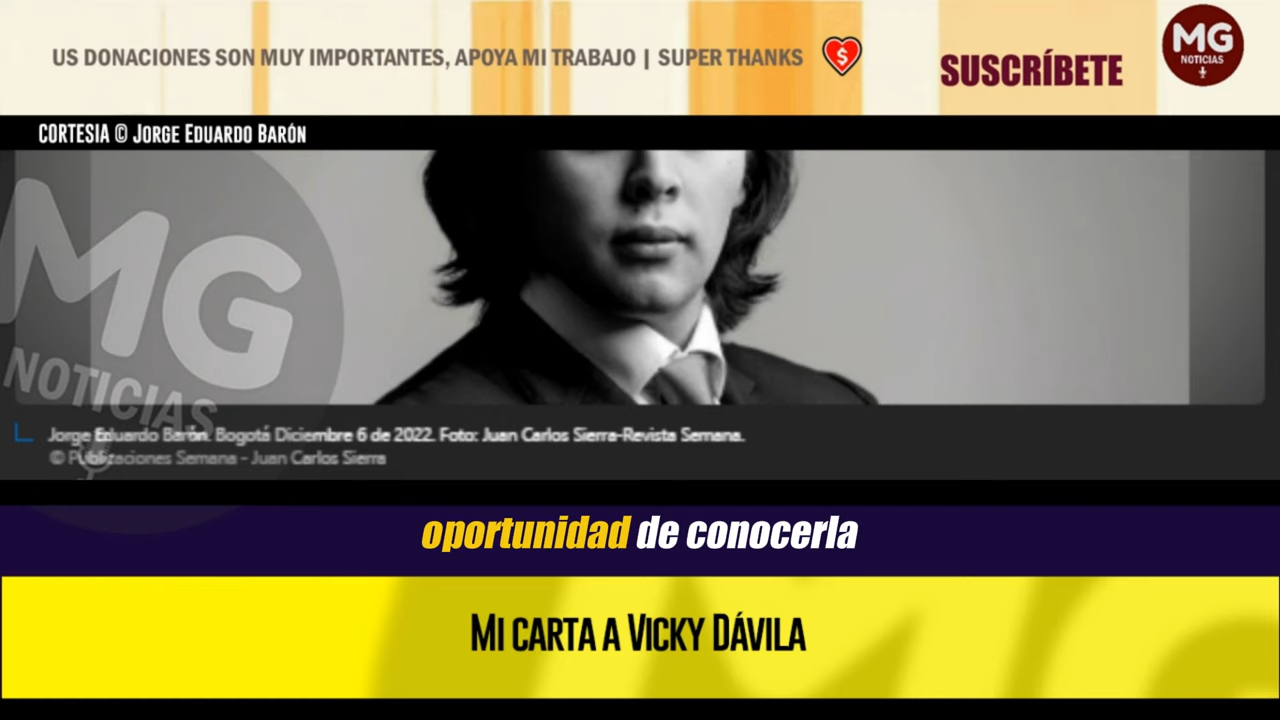 US DONACIONES SON MUY IMPORTANTES, APOYA MI TRABAJO | SUPER THANKS
SUSCRÍBETE
MG
NOTICIAS
CORTESIA © JORGE EDUARDO BARÓN
MG
NOTICIAS
Jorge Eduardo Barón. Bogotá Diciembre 6 de 2022. Foto: Juan Carlos Sierra-Revista Semana.
© Publicaciones Semana - Juan Carlos Sierra
oportunidad de conocerla
MI CARTA A VICKY DÁVILA